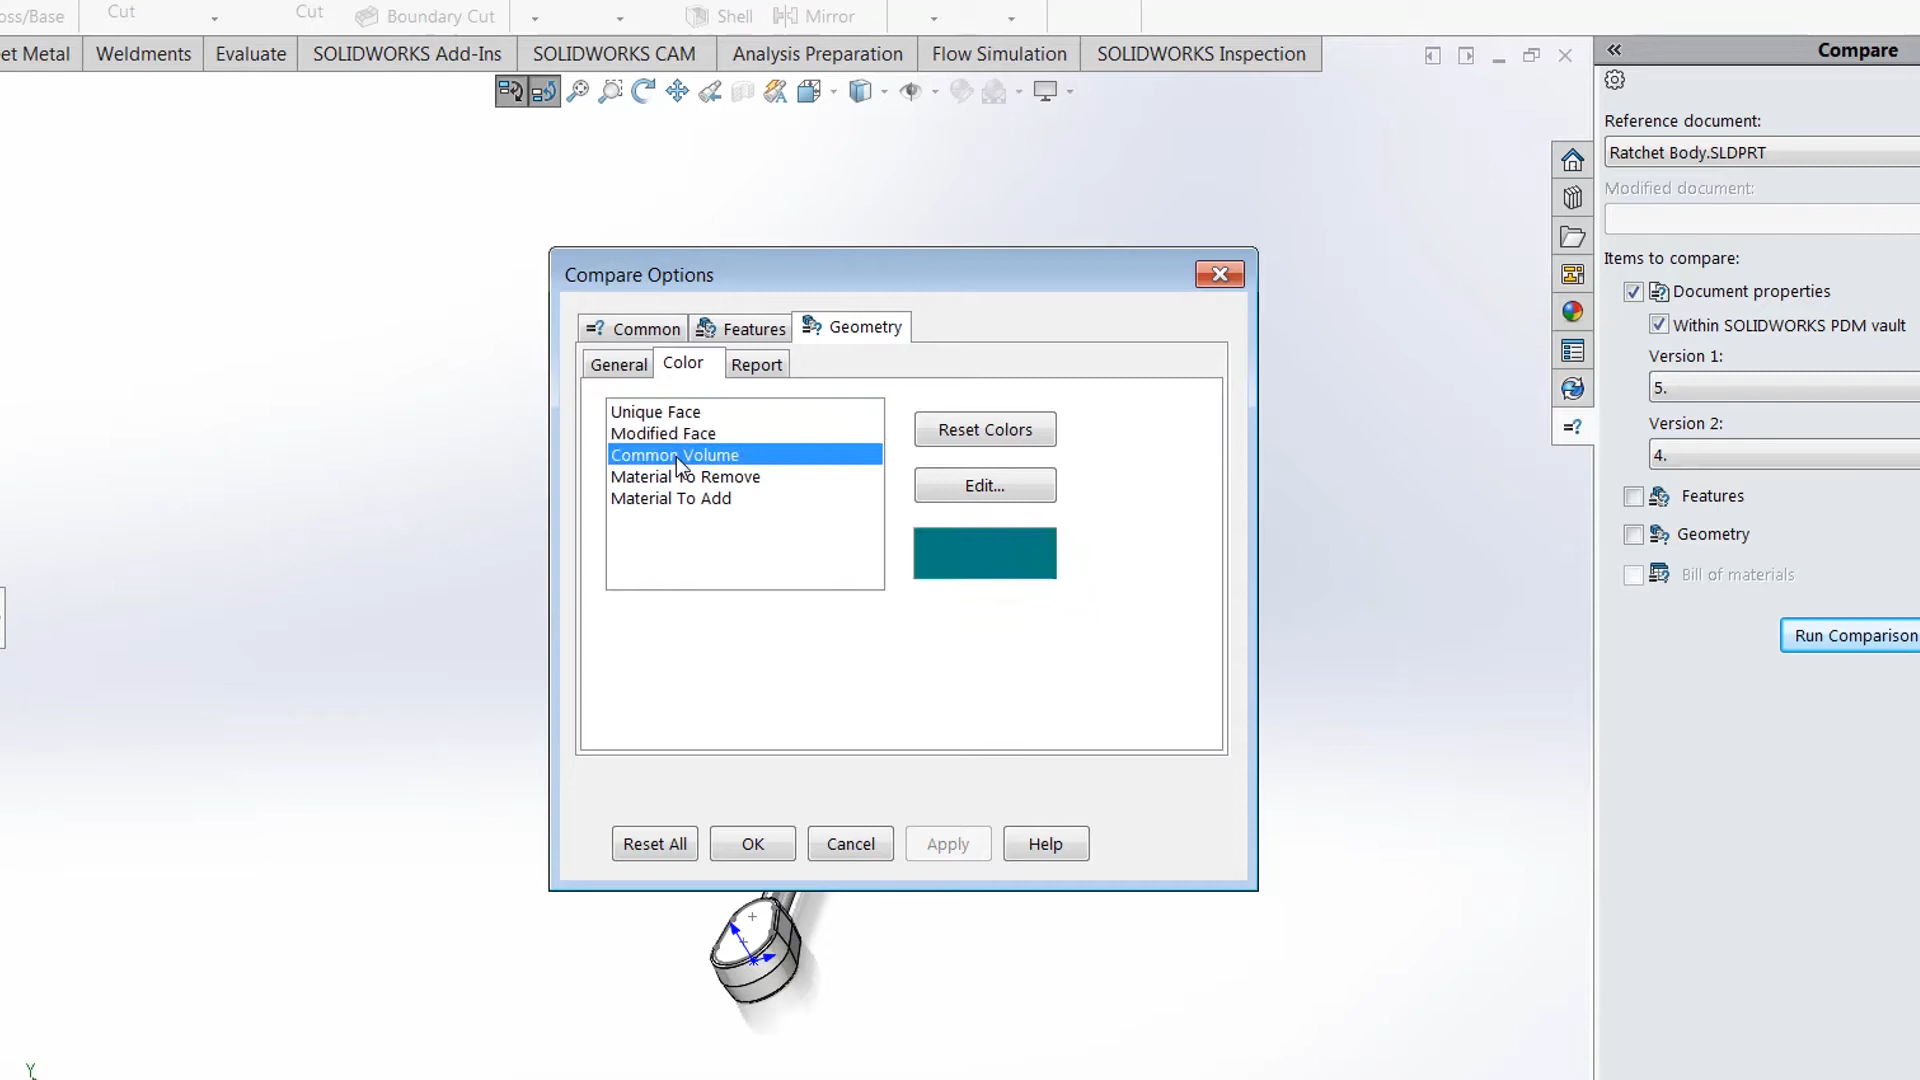 oss/Base
Cut
Cut
Boundary Cut
Shell
Mirror
et Metal
Weldments
Evaluate
SOLIDWORKS Add-Ins
SOLIDWORKS CAM
Analysis Preparation
Flow Simulation
SOLIDWORKS Inspection
Compare
Reference document:
Ratchet Body.SLDPRT
Modified document:
Items to compare:
Document properties
Within SOLIDWORKS PDM vault
Version 1:
5.
Version 2:
4.
Features
Geometry
Bill of materials
Run Comparison
Compare Options
Common
Features
Geometry
General
Color
Report
Unique Face
Modified Face
Common Volume
Material To Remove
Material To Add
Reset Colors
Edit...
Reset All
OK
Cancel
Apply
Help
Y